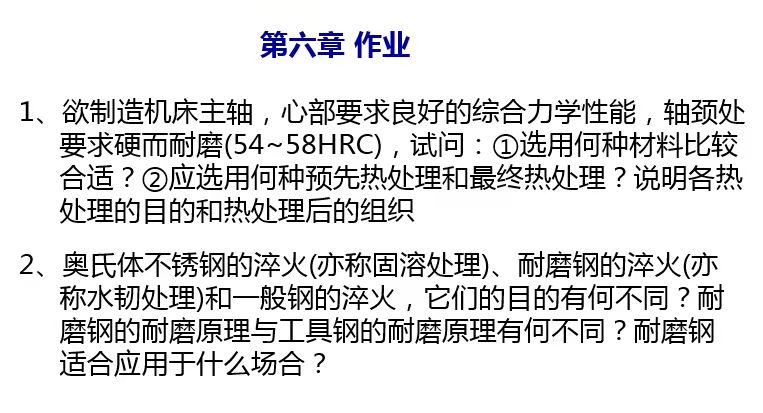 第六章 作业
1、欲制造机床主轴，心部要求良好的综合力学性能，轴颈处
要求硬而耐磨(54~58HRC)，试问：①选用何种材料比较
合适？②应选用何种预先热处理和最终热处理？说明各热
处理的目的和热处理后的组织
2、奥氏体不锈钢的淬火(亦称固溶处理)、耐磨钢的淬火(亦
称水韧处理)和一般钢的淬火，它们的目的有何不同？耐
磨钢的耐磨原理与工具钢的耐磨原理有何不同？耐磨钢
适合应用于什么场合？